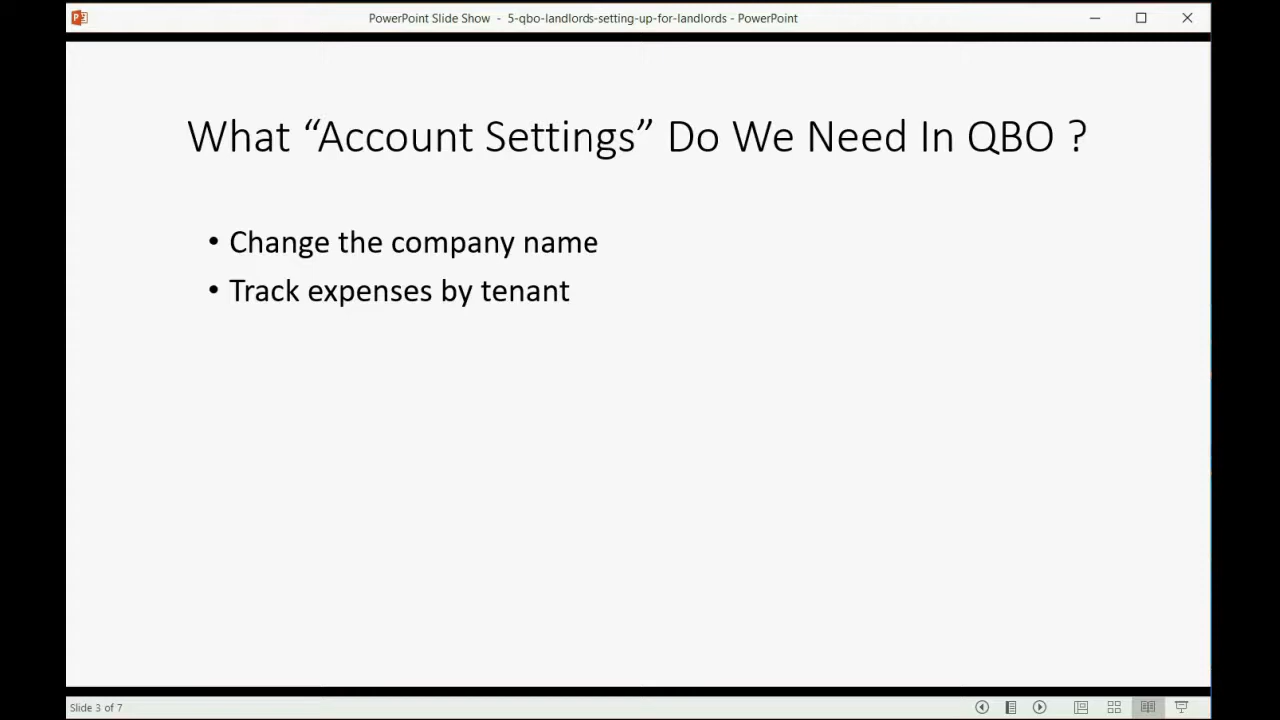 PowerPoint Slide Show - 5-qbo-landlords-setting-up-for-landlords - PowerPoint
What “Account Settings” Do We Need In QBO ?
• Change the company name
• Track expenses by tenant
Slide 3 of 7